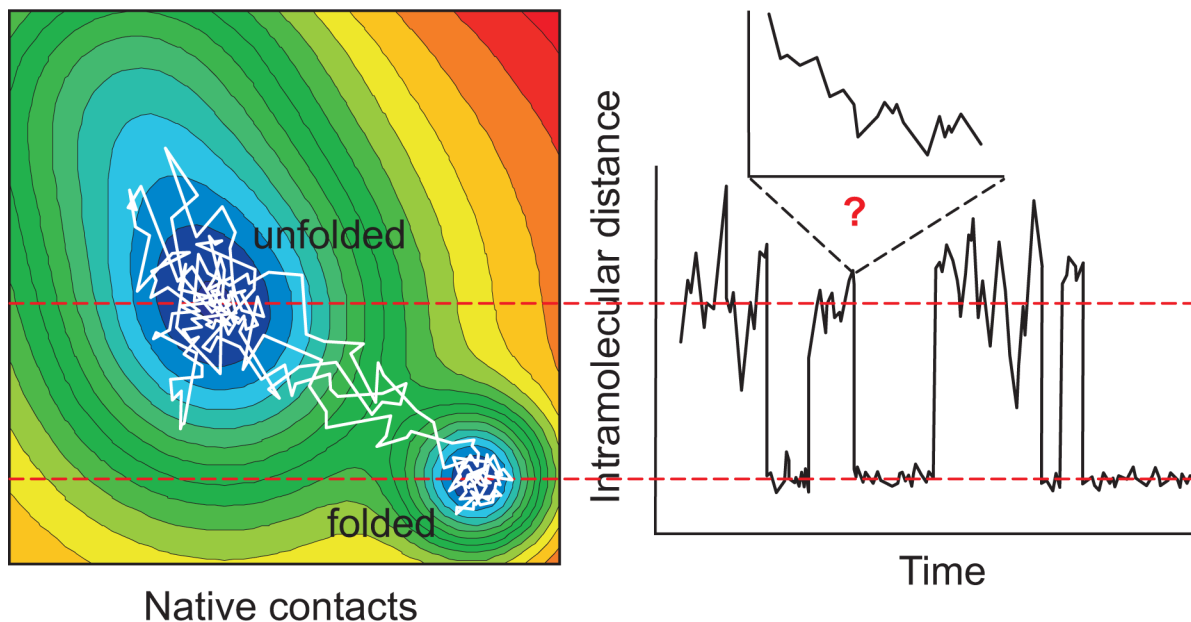 unfolded
folded
Native contacts
Intramolecular distance
?
Time